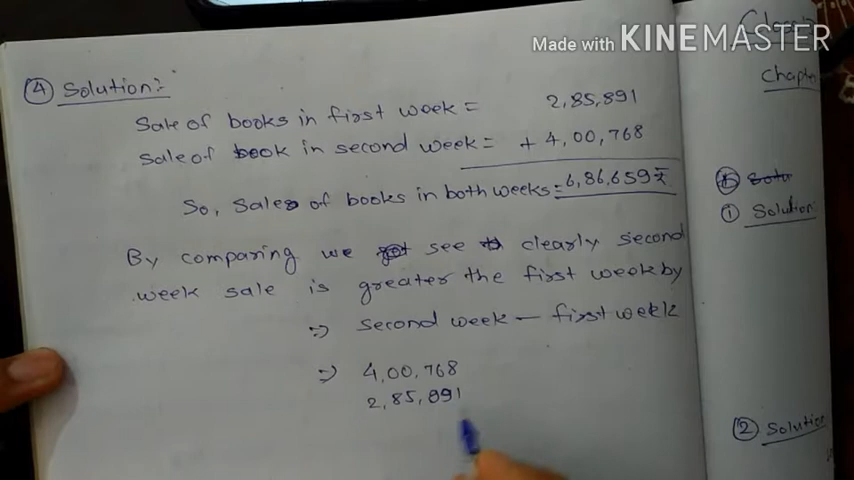 Made with KINEMASTER
④ Solution:-
Sale of books in first week = 2,85,891
Sale of book in second week = + 4,00,768
So, Sales of books in both weeks = 6,86,659 ₹
By comparing we see clearly second
week sale is greater the first week by
=> second week - first week
=> 4,00,768
2,85,891
Class
Chapte
① Solution:
② Solution